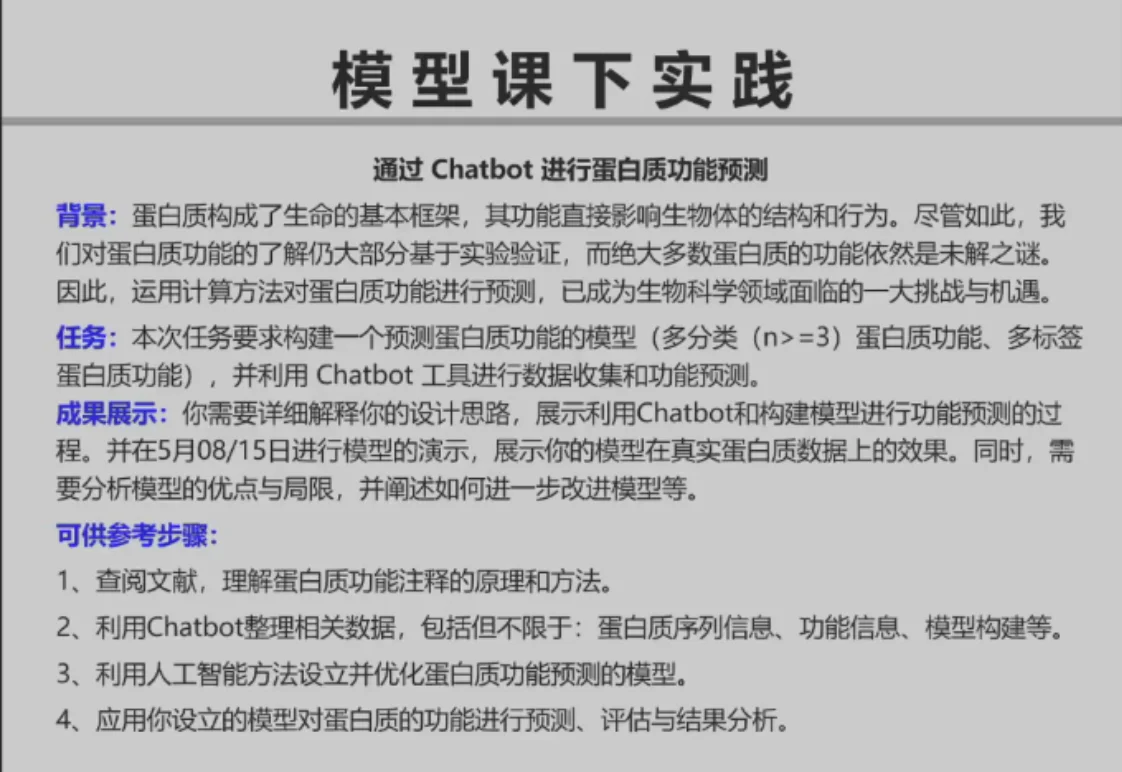 模型课下实践
通过 Chatbot 进行蛋白质功能预测
背景：蛋白质构成了生命的基本框架，其功能直接影响生物体的结构和行为。尽管如此，我
们对蛋白质功能的了解仍大部分基于实验验证，而绝大多数蛋白质的功能依然是未解之谜。
因此，运用计算方法对蛋白质功能进行预测，已成为生物科学领域面临的一大挑战与机遇。
任务：本次任务要求构建一个预测蛋白质功能的模型（多分类（n>=3）蛋白质功能、多标签
蛋白质功能），并利用 Chatbot 工具进行数据收集和功能预测。
成果展示：你需要详细解释你的设计思路，展示利用Chatbot和构建模型进行功能预测的过
程。并在5月08/15日进行模型的演示，展示你的模型在真实蛋白质数据上的效果。同时，需
要分析模型的优点与局限，并阐述如何进一步改进模型等。
可供参考步骤：
1、查阅文献，理解蛋白质功能注释的原理和方法。
2、利用Chatbot整理相关数据，包括但不限于：蛋白质序列信息、功能信息、模型构建等。
3、利用人工智能方法设立并优化蛋白质功能预测的模型。
4、应用你设立的模型对蛋白质的功能进行预测、评估与结果分析。